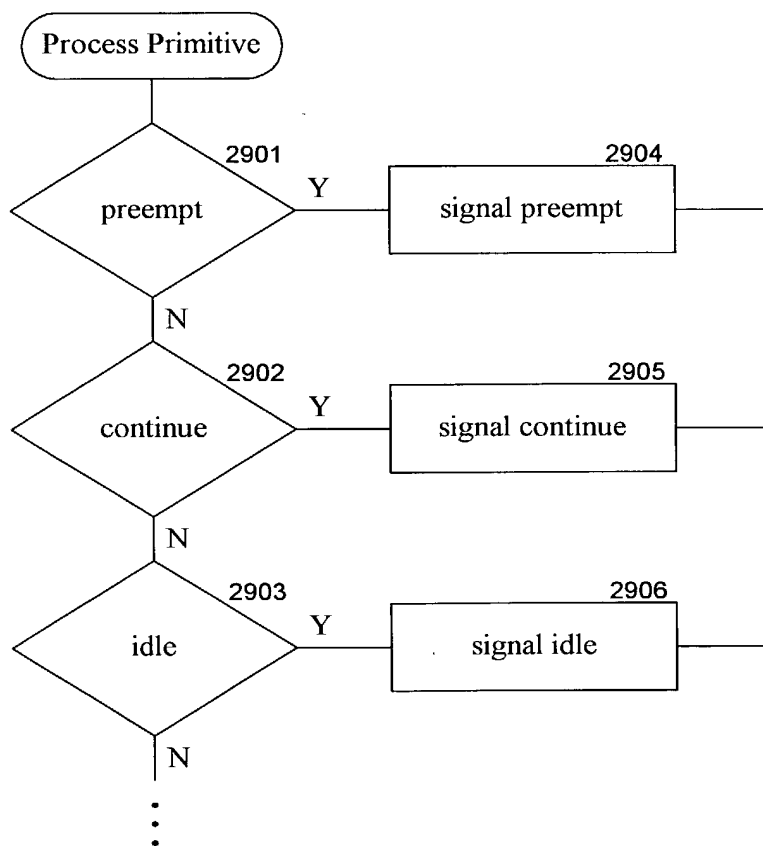 Process Primitive
2901
2904
preempt
Y
signal preempt
N
2902
2905
continue
Y
signal continue
N
2903
2906
idle
Y
signal idle
N